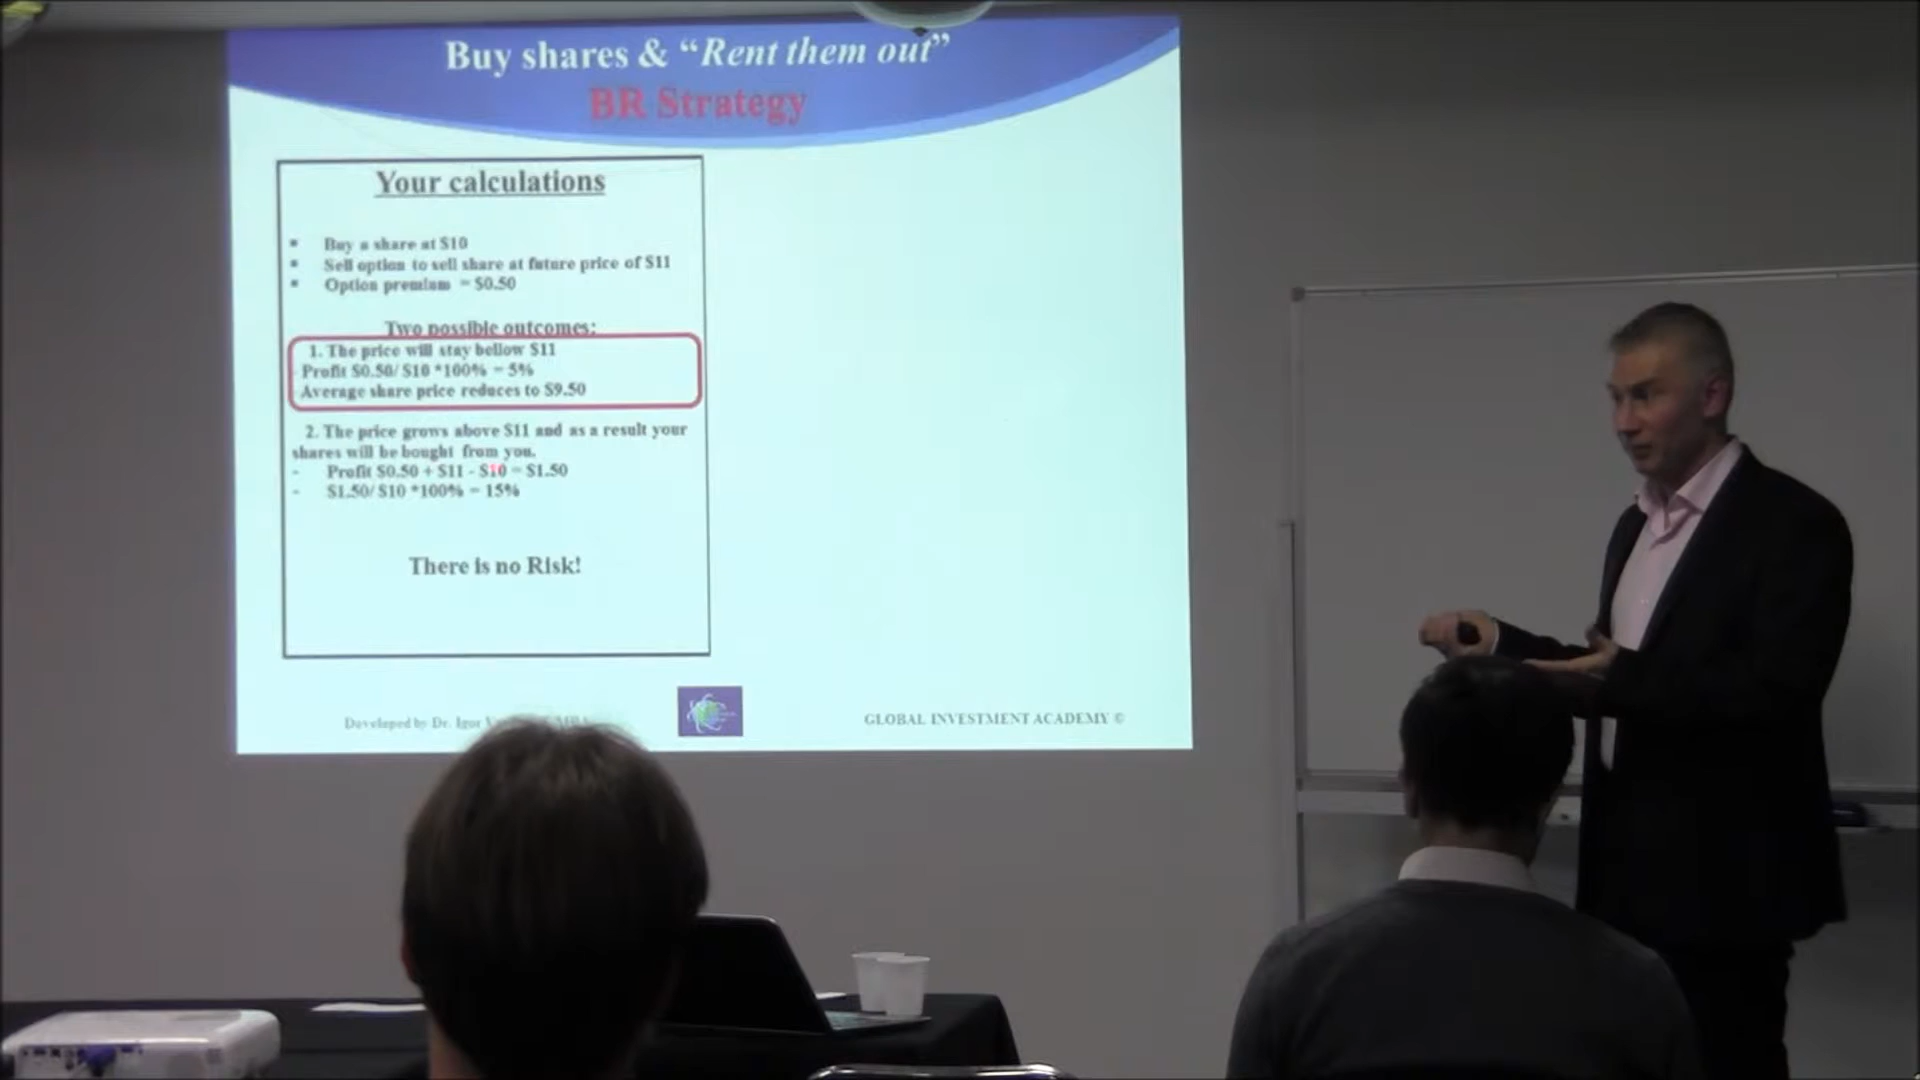 Buy shares & “Rent them out”
BR Strategy
Your calculations
▪ Buy a share at $10
▪ Sell option to sell share at future price of $11
▪ Option premium = $0.50
Two possible outcomes:
1. The price will stay bellow $11
Profit $0.50/ $10 *100% = 5%
Average share price reduces to $9.50
2. The price grows above $11 and as a result your
shares will be bought from you.
- Profit $0.50 + $11 - $10 = $1.50
- $1.50/ $10 *100% = 15%
There is no Risk!
Developed by Dr. Igor
GLOBAL INVESTMENT ACADEMY ©